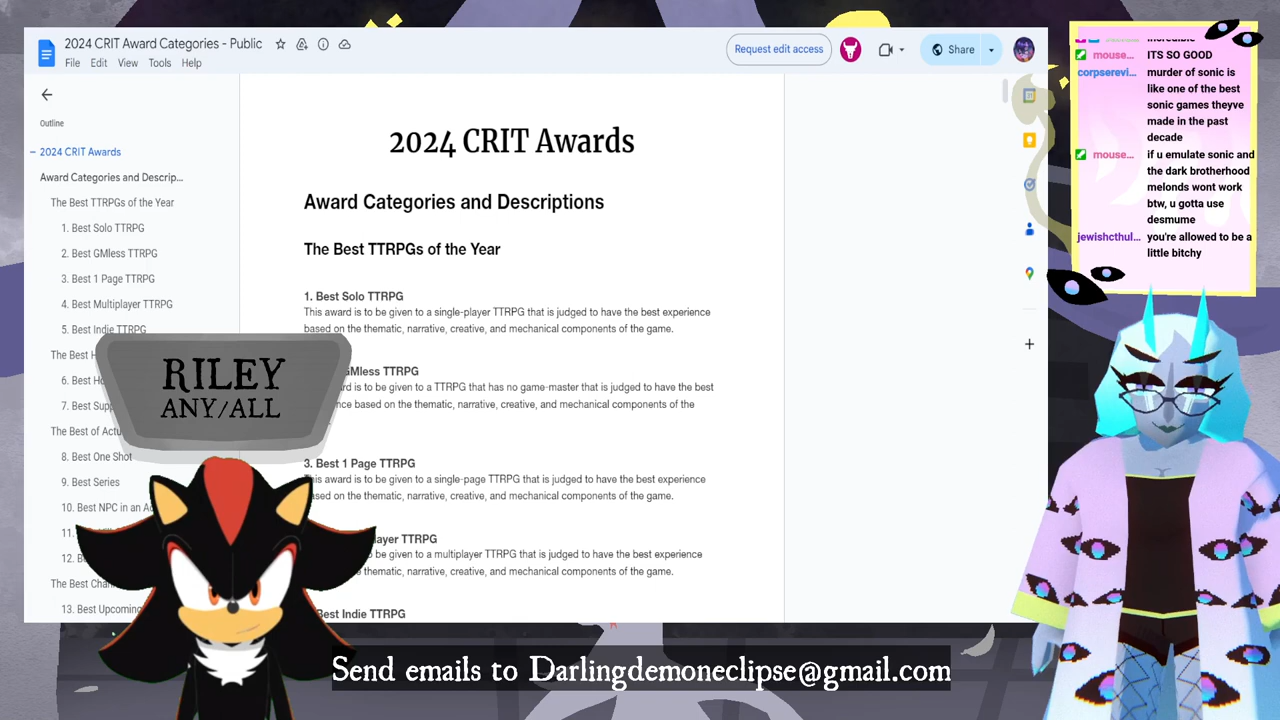 2024 CRIT Award Categories - Public
File Edit View Tools Help
Request edit access
Share
Outline
2024 CRIT Awards
Award Categories and Descrip...
The Best TTRPGs of the Year
1. Best Solo TTRPG
2. Best GMless TTRPG
3. Best 1 Page TTRPG
4. Best Multiplayer TTRPG
5. Best Indie TTRPG
The Best
6. Best
7. Best
The Best of
8. Best One Shot
9. Best Series
10. Best NPC in an
11.
12.
The Best
13. Best Upcoming
2024 CRIT Awards
Award Categories and Descriptions
The Best TTRPGs of the Year
1. Best Solo TTRPG
This award is to be given to a single-player TTRPG that is judged to have the best experience
based on the thematic, narrative, creative, and mechanical components of the game.
GMless TTRPG
is to be given to a TTRPG that has no game-master that is judged to have the best
based on the thematic, narrative, creative, and mechanical components of the
3. Best 1 Page TTRPG
This award is to be given to a single-page TTRPG that is judged to have the best experience
based on the thematic, narrative, creative, and mechanical components of the game.
TTRPG
be given to a multiplayer TTRPG that is judged to have the best experience
thematic, narrative, creative, and mechanical components of the game.
Best Indie TTRPG
RILEY
ANY/ALL
incredible
mouse... ITS SO GOOD
corpserevi... murder of sonic is
like one of the best
sonic games theyve
made in the past
decade
mouse... if u emulate sonic and
the dark brotherhood
melonds wont work
btw, u gotta use
desmume
jewishcthul... you're allowed to be a
little bitchy
Send emails to Darlingdemoneclipse@gmail.com